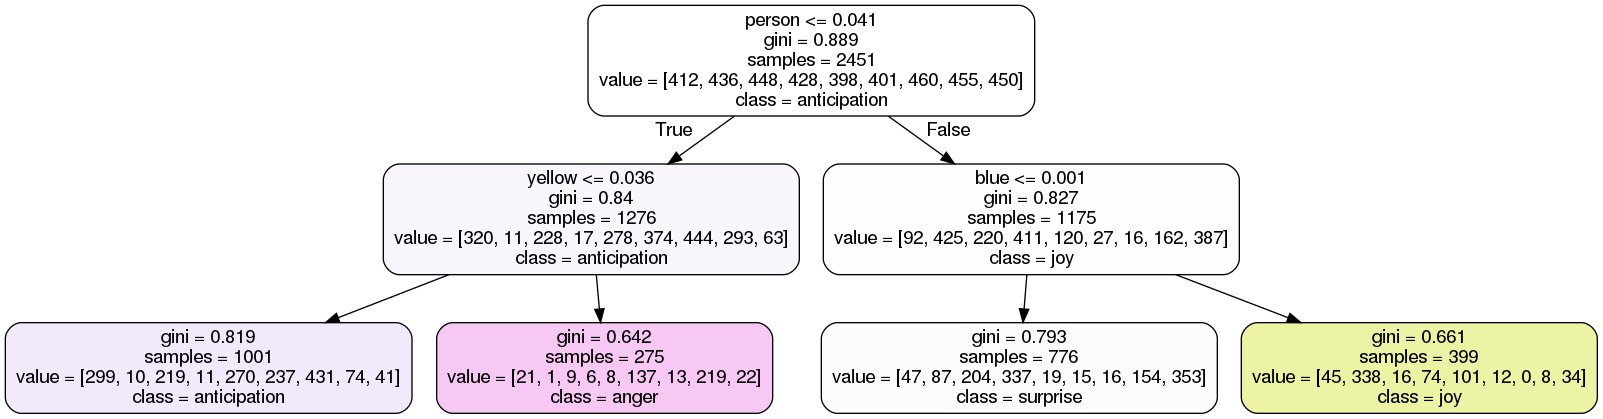 person <= 0.041
gini = 0.889
samples = 2451
value = [412, 436, 448, 428, 398, 401, 460, 455, 450]
class = anticipation
True
False
yellow <= 0.036
gini = 0.84
samples = 1276
value = [320, 11, 228, 17, 278, 374, 444, 293, 63]
class = anticipation
blue <= 0.001
gini = 0.827
samples = 1175
value = [92, 425, 220, 411, 120, 27, 16, 162, 387]
class = joy
gini = 0.819
samples = 1001
value = [299, 10, 219, 11, 270, 237, 431, 74, 41]
class = anticipation
gini = 0.642
samples = 275
value = [21, 1, 9, 6, 8, 137, 13, 219, 22]
class = anger
gini = 0.793
samples = 776
value = [47, 87, 204, 337, 19, 15, 16, 154, 353]
class = surprise
gini = 0.661
samples = 399
value = [45, 338, 16, 74, 101, 12, 0, 8, 34]
class = joy